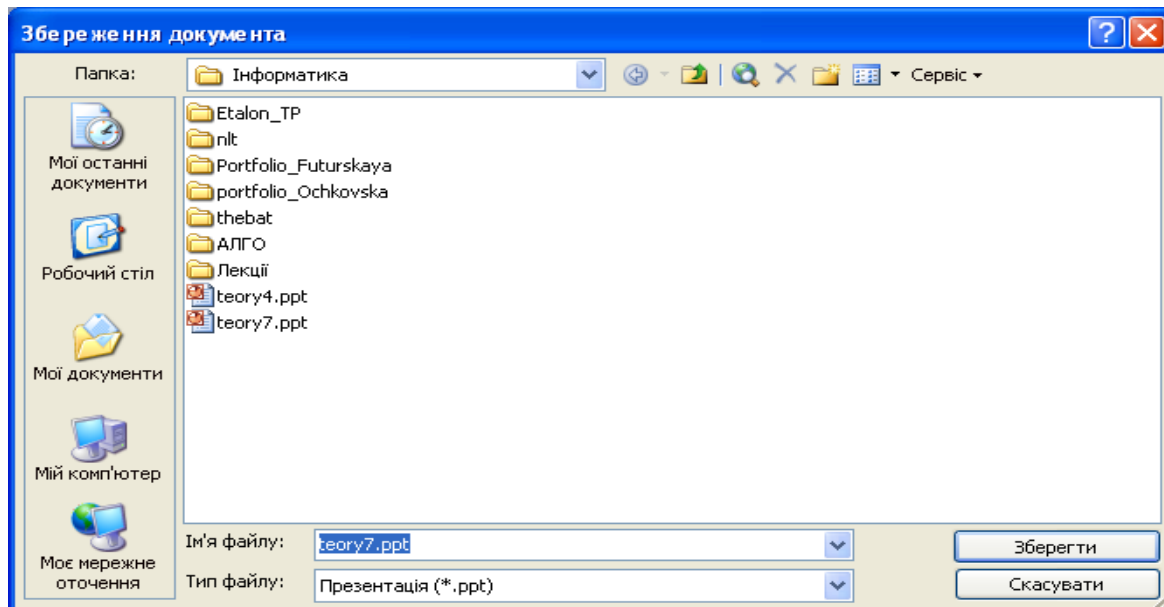 Збереження документа
Папка:
Інформатика
Сервіс
Мої останні
документи
Робочий стіл
Мої документи
Мій комп'ютер
Моє мережне
оточення
Etalon_TP
nlt
Portfolio_Futurskaya
portfolio_Ochkovska
thebat
АЛГО
Лекції
teory4.ppt
teory7.ppt
Ім'я файлу:
teory7.ppt
Зберегти
Тип файлу:
Презентація (*.ppt)
Скасувати